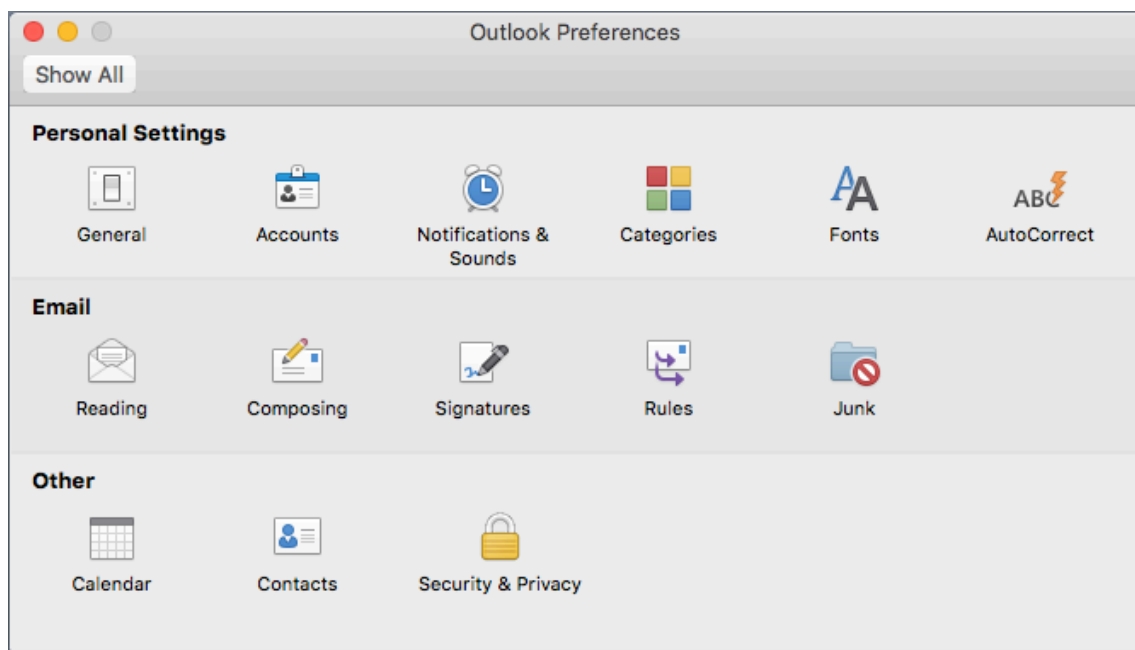 Outlook Preferences
Show All
Personal Settings
General
Accounts
Notifications &
Sounds
Categories
Fonts
ABC
AutoCorrect
Email
Reading
Composing
Signatures
Rules
Junk
Other
Calendar
Contacts
Security & Privacy